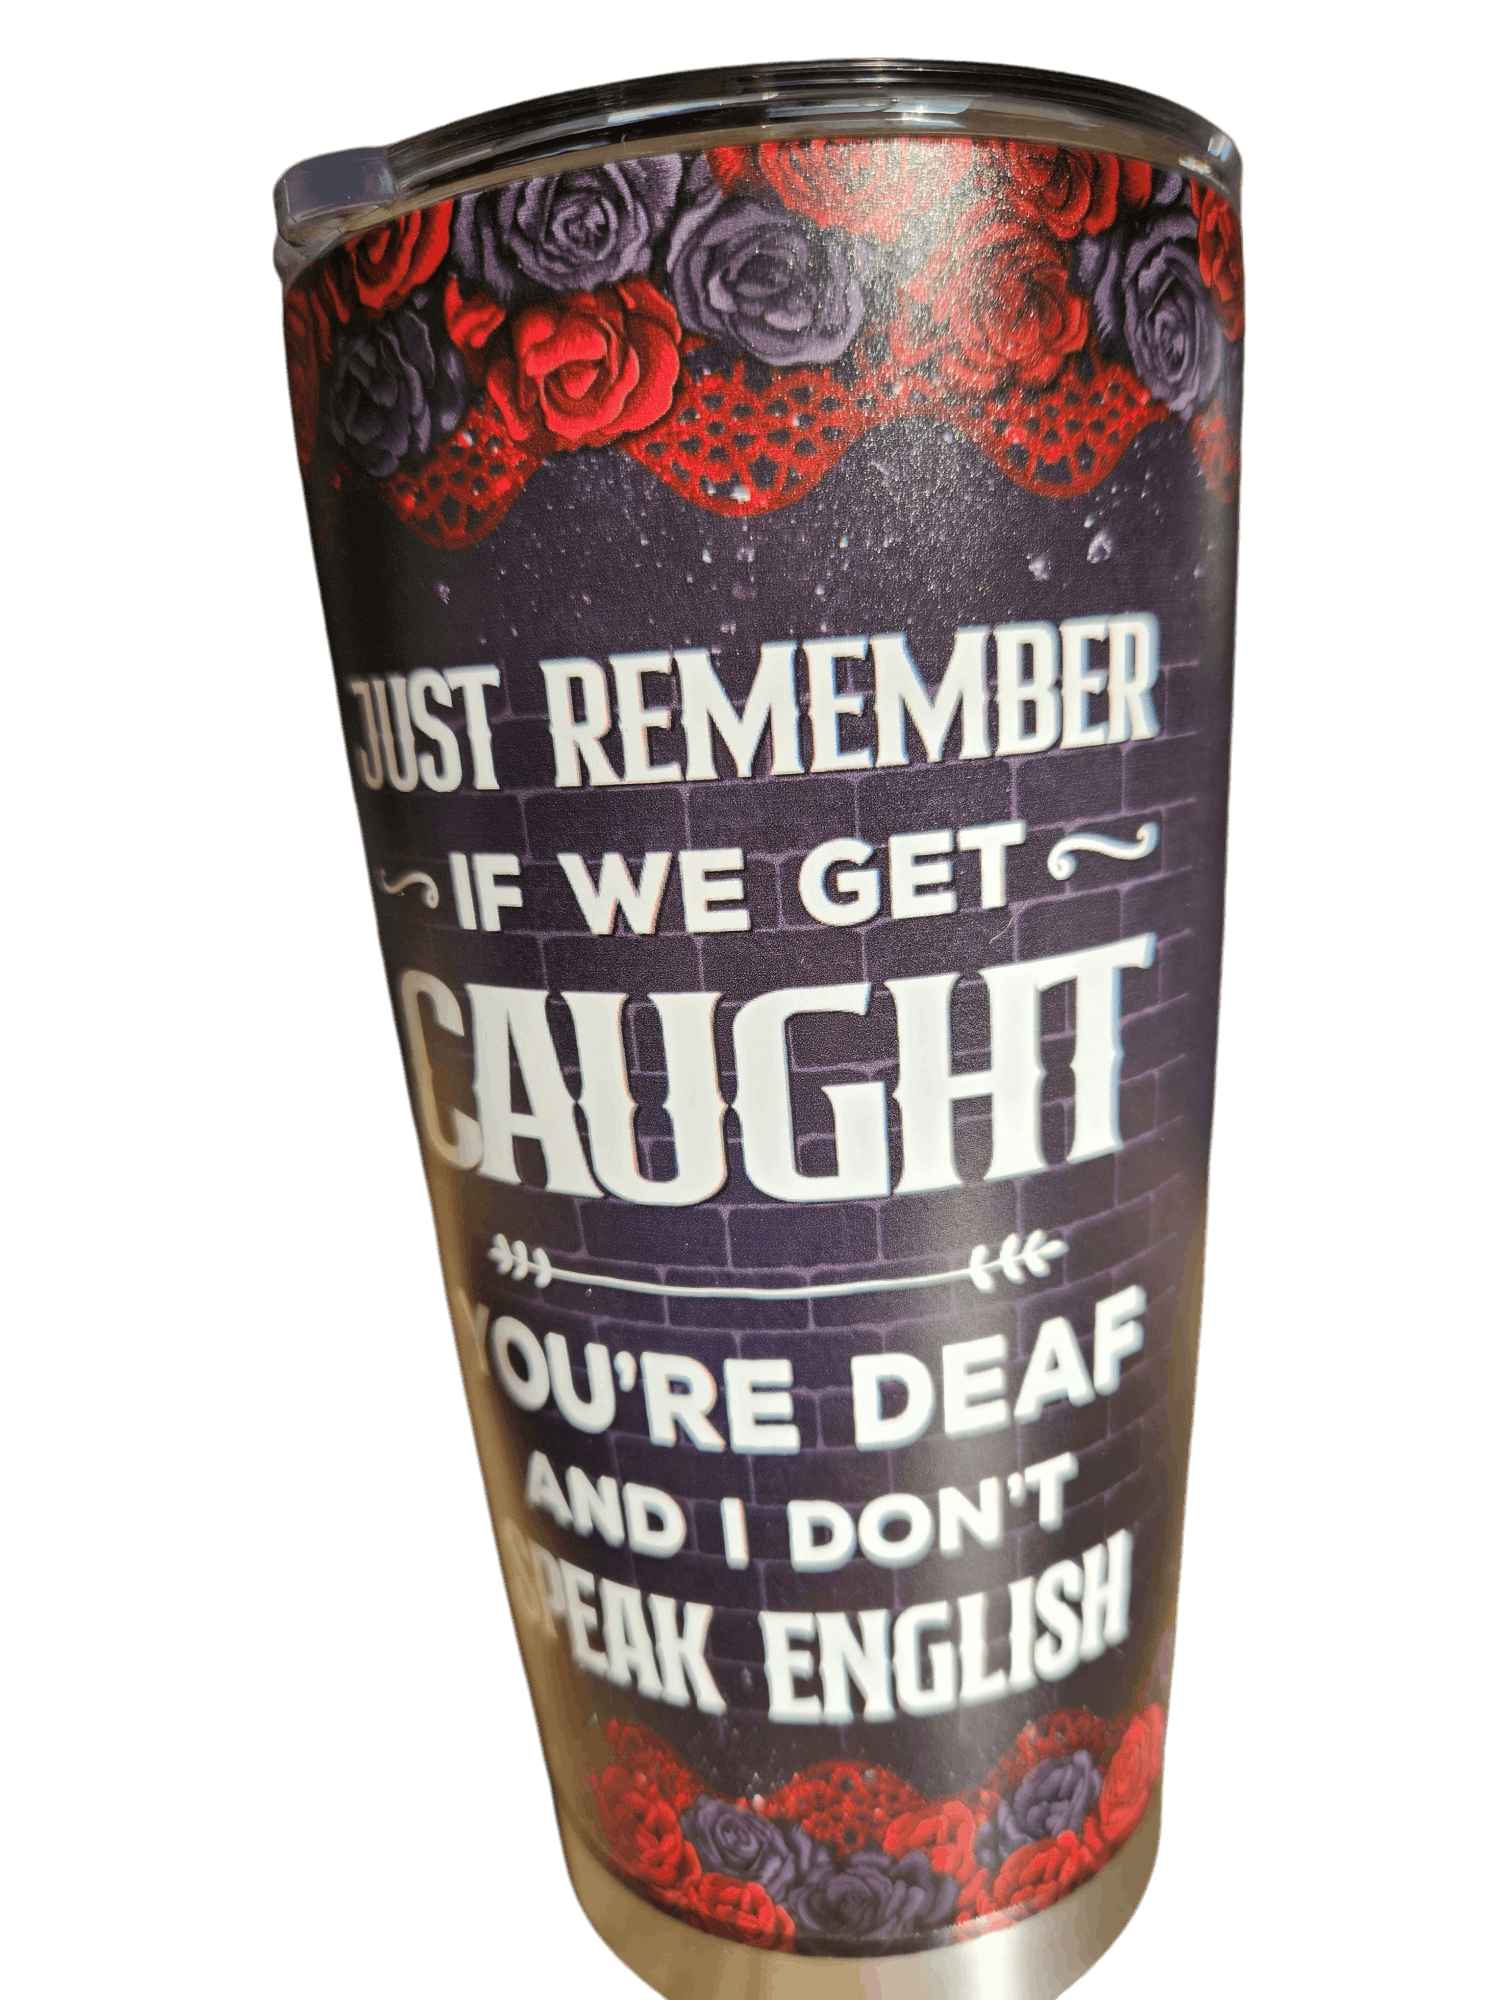 JUST REMEMBER
IF WE GET
CAUGHT
YOU'RE DEAF
AND I DON'T
SPEAK ENGLISH